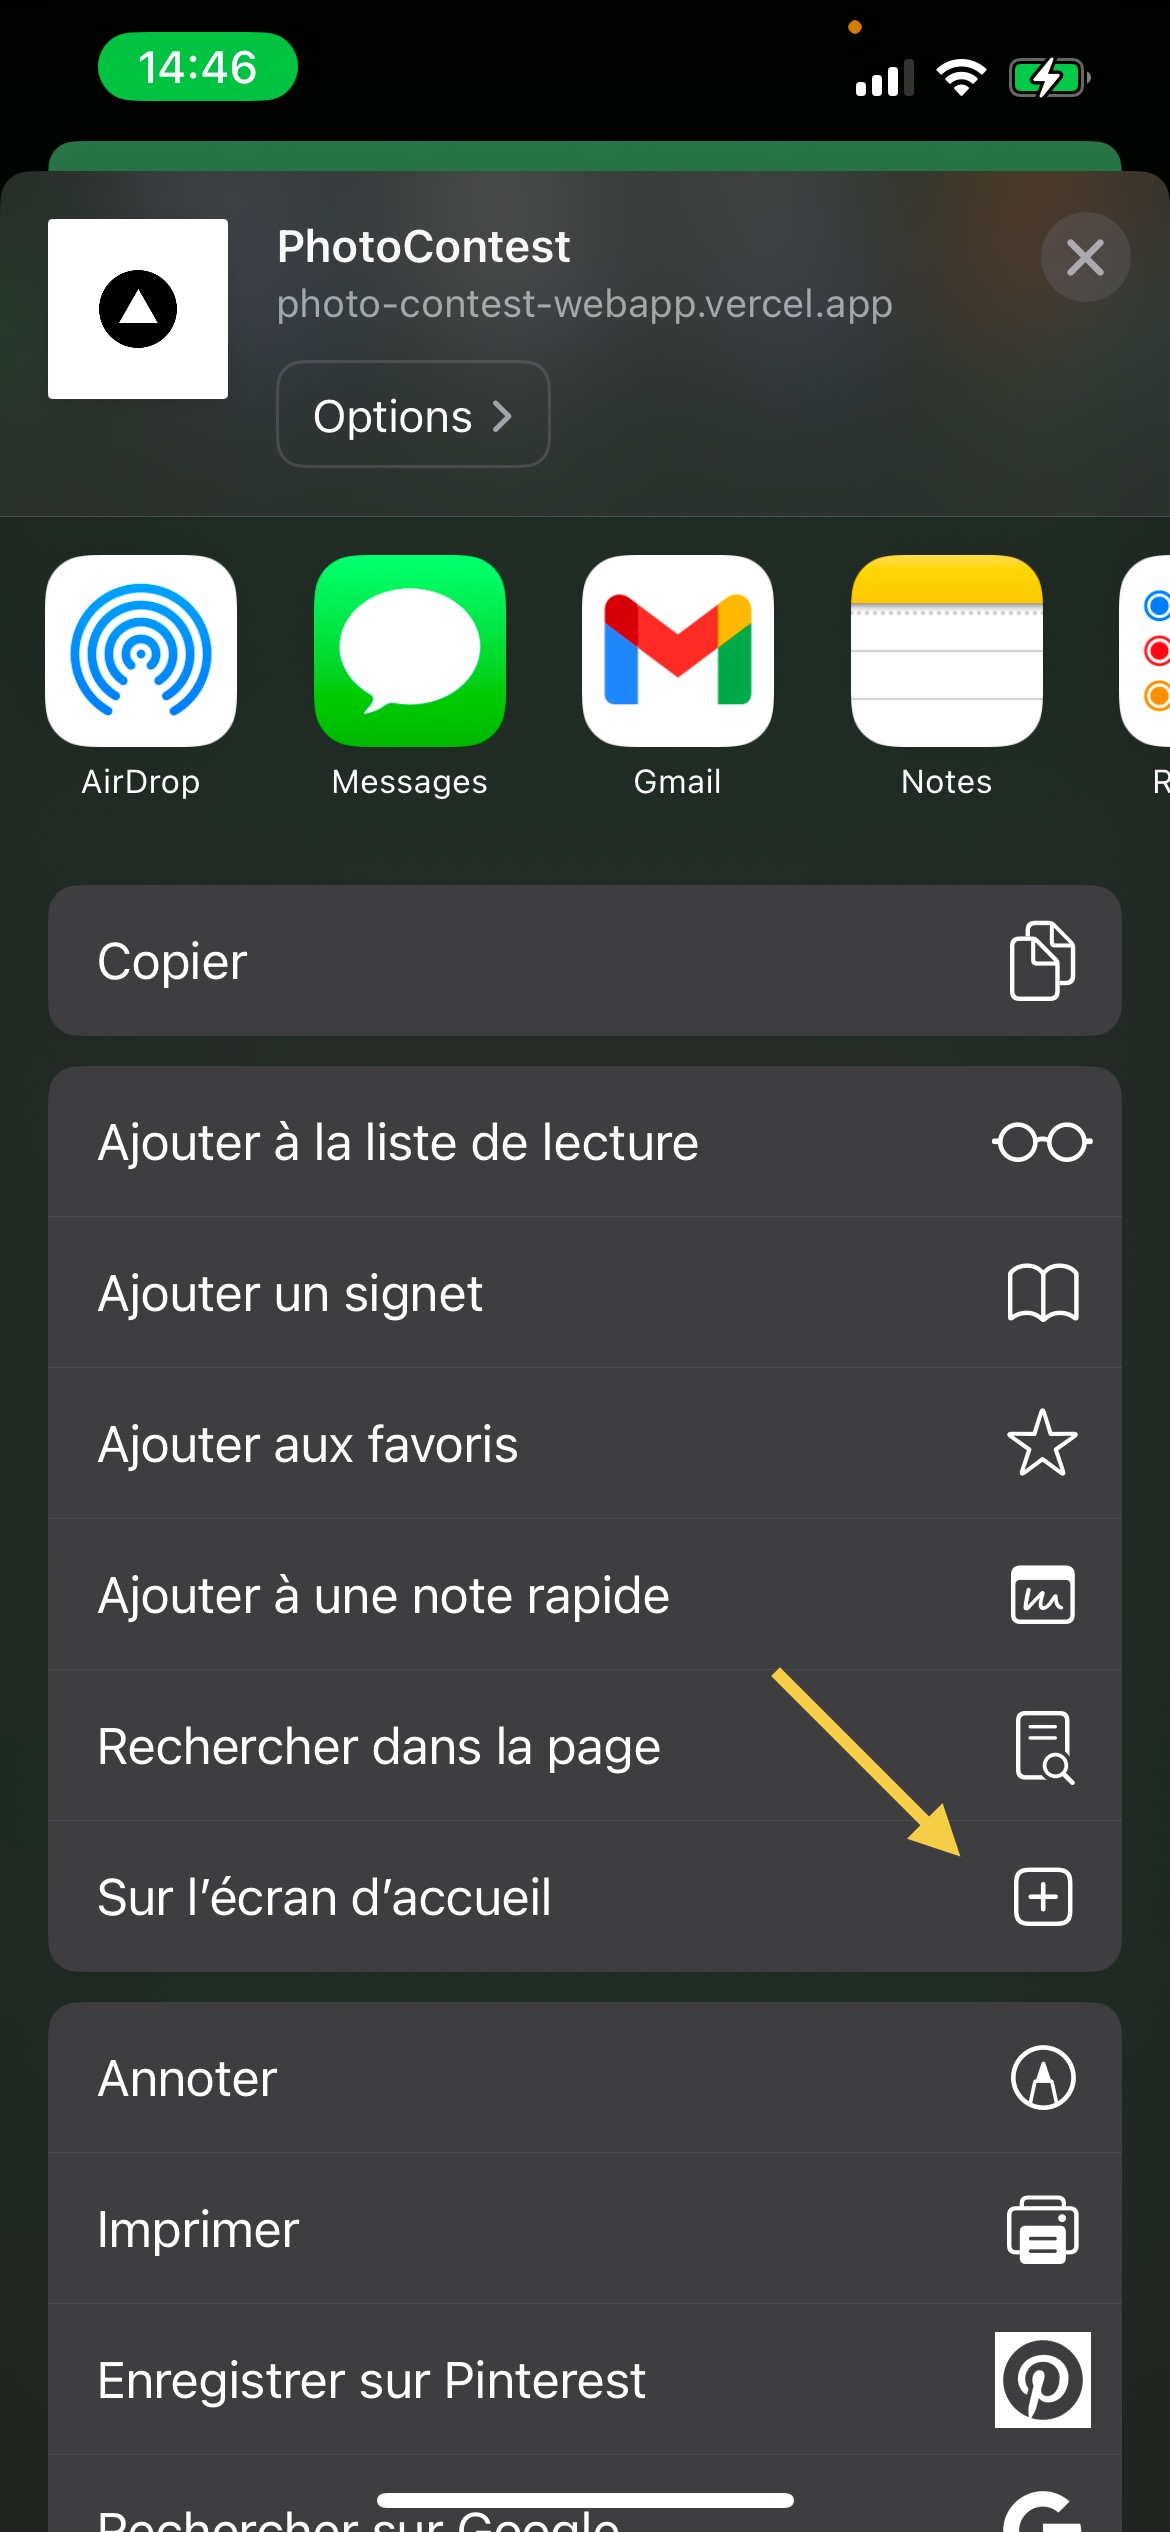 14:46
PhotoContest
photo-contest-webapp.vercel.app
Options
AirDrop
Messages
Gmail
Notes
R
Copier
Ajouter à la liste de lecture
Ajouter un signet
Ajouter aux favoris
Ajouter à une note rapide
Rechercher dans la page
Sur l’écran d’accueil
Annoter
Imprimer
Enregistrer sur Pinterest
Rechercher sur Google